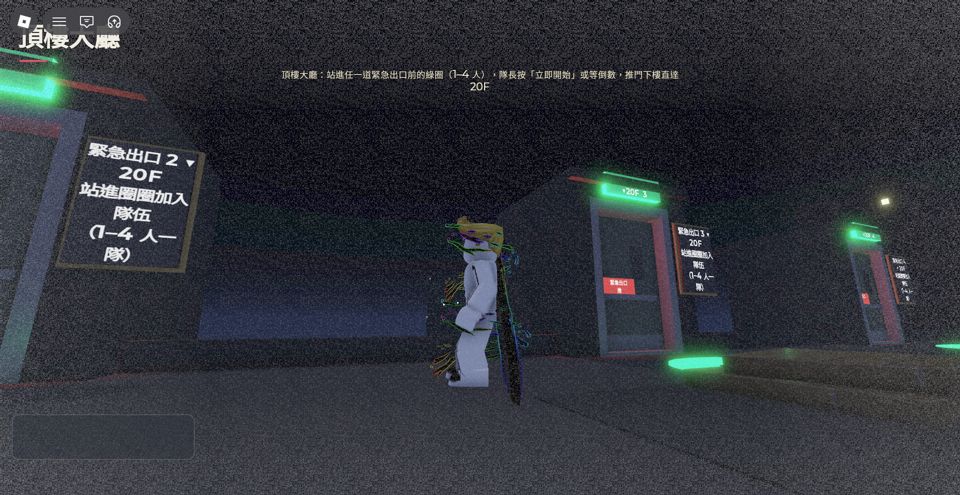 頂樓大廳
頂樓大廳：站進任一道緊急出口前的綠圈（1–4 人），隊長按「立即開始」或等倒數，推門下樓直達
20F
緊急出口 2 ▼
20F
站進圈圈加入
隊伍
（1–4 人一
隊）
▼20F 3
緊急出口 3 ▼
20F
站進圈圈加入
隊伍
（1–4 人一
隊）
緊急出口